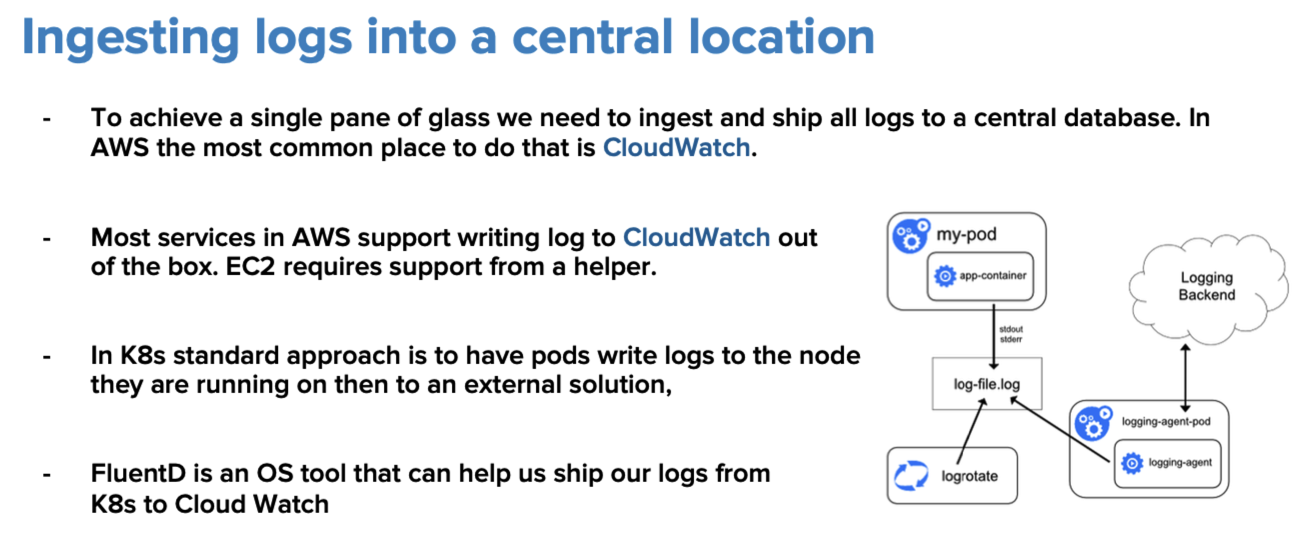 Ingesting logs into a central location
- To achieve a single pane of glass we need to ingest and ship all logs to a central database. In
AWS the most common place to do that is CloudWatch.
- Most services in AWS support writing log to CloudWatch out
of the box. EC2 requires support from a helper.
- In K8s standard approach is to have pods write logs to the node
they are running on then to an external solution,
- FluentD is an OS tool that can help us ship our logs from
K8s to Cloud Watch
my-pod
app-container
stdout
stderr
log-file.log
logrotate
Logging
Backend
logging-agent-pod
logging-agent